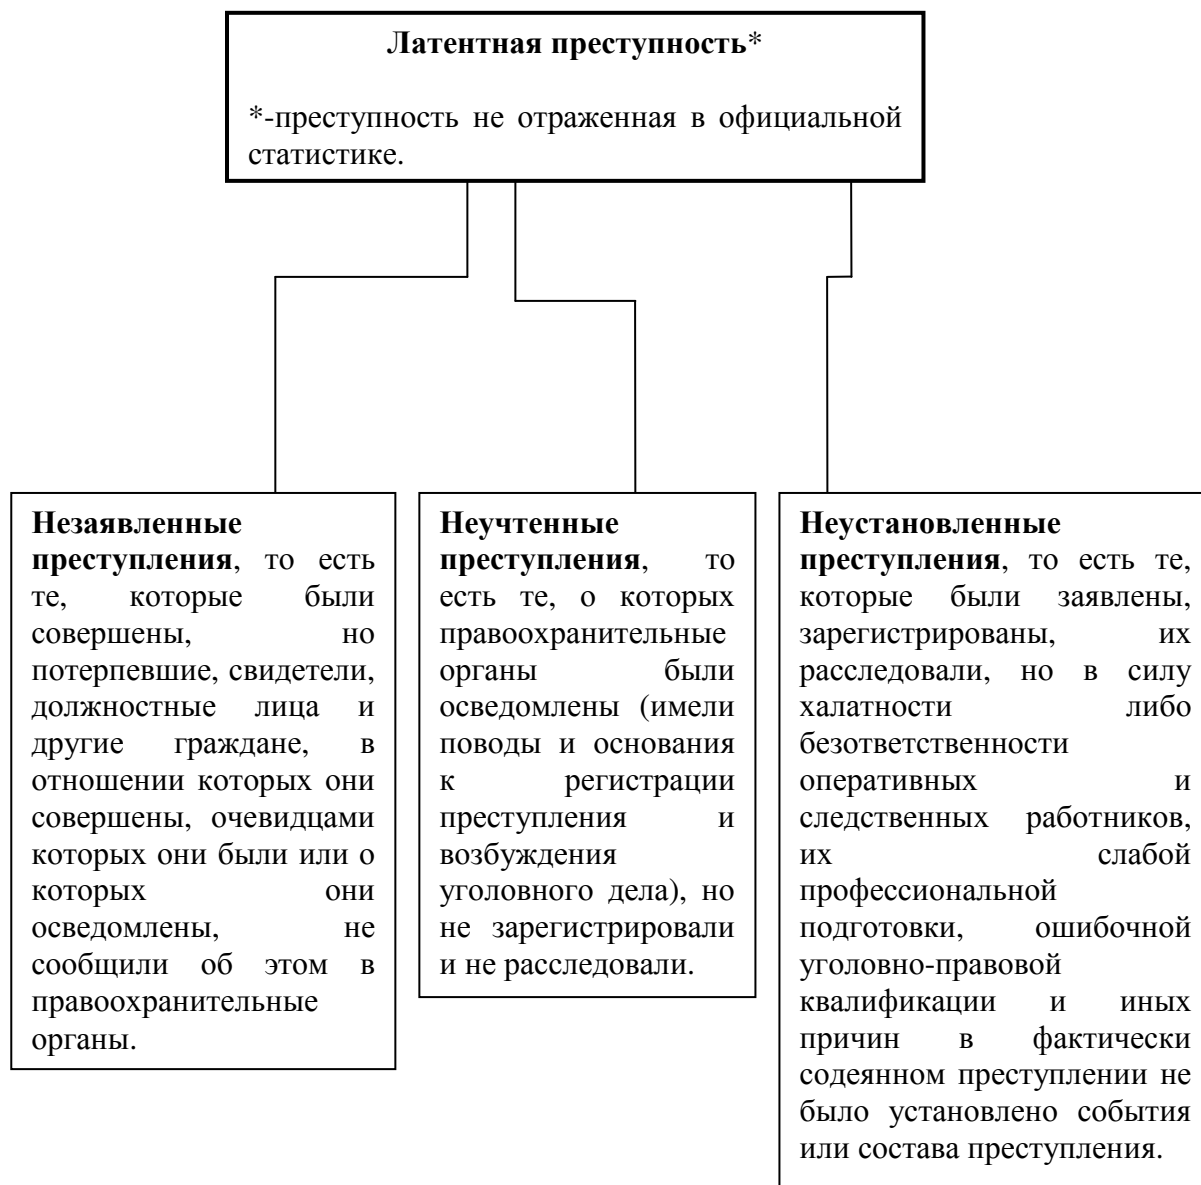 Латентная преступность*
*-преступность не отраженная в официальной
статистике.
Незаявленные
преступления, то есть
те, которые были
совершены, но
потерпевшие, свидетели,
должностные лица и
другие граждане, в
отношении которых они
совершены, очевидцами
которых они были или о
которых они
осведомлены, не
сообщили об этом в
правоохранительные
органы.
Неучтенные
преступления, то
есть те, о которых
правоохранительные
органы были
осведомлены (имели
поводы и основания
к регистрации
преступления и
возбуждения
уголовного дела), но
не зарегистрировали
и не расследовали.
Неустановленные
преступления, то есть те,
которые были заявлены,
зарегистрированы, их
расследовали, но в силу
халатности либо
безответственности
оперативных и
следственных работников,
их слабой
профессиональной
подготовки, ошибочной
уголовно-правовой
квалификации и иных
причин в фактически
содеянном преступлении не
было установлено события
или состава преступления.